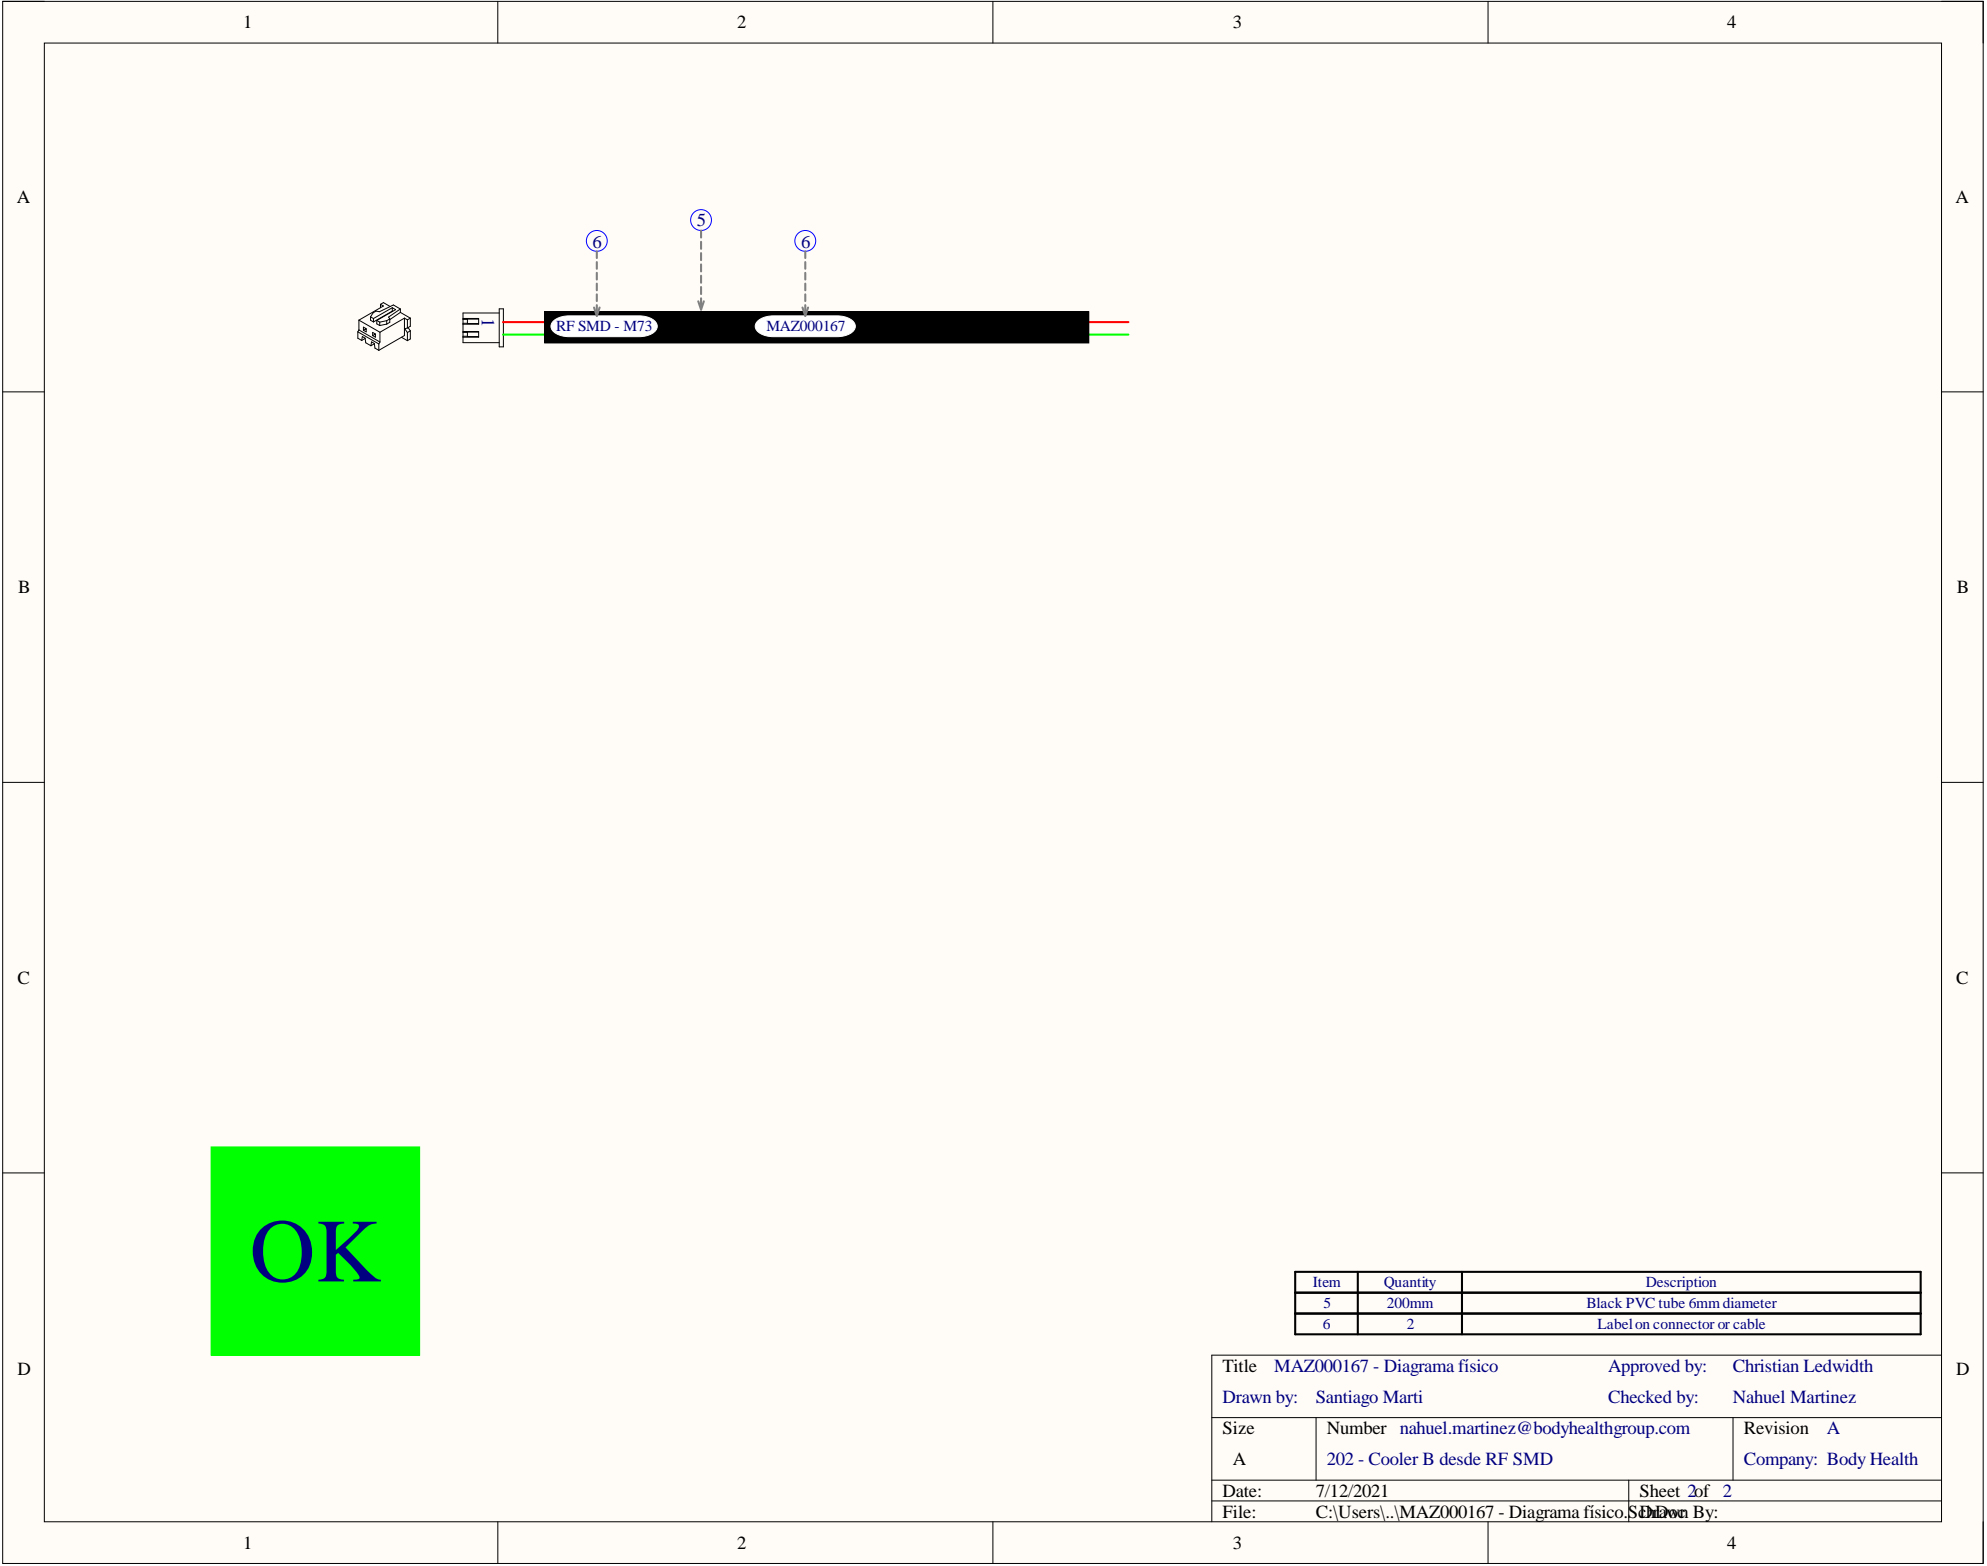 1 2 3 4
A A
5
6 6
1 RF SMD - M73 MAZ000167
B B
C C
OK
Item Quantity Description
5 200mm Black PVC tube 6mm diameter
6 2 Label on connector or cable
D D
Title MAZ000167 - Diagrama físico Approved by: Christian Ledwidth
Drawn by: Santiago Marti Checked by: Nahuel Martinez
Size Number nahuel.martinez@bodyhealthgroup.com Revision A
A 202 - Cooler B desde RF SMD Company: Body Health
Date: 7/12/2021 Sheet 2 of 2
File: C:\Users\..\MAZ000167 - Diagrama físico.SchDoc Drawn By:
1 2 3 4